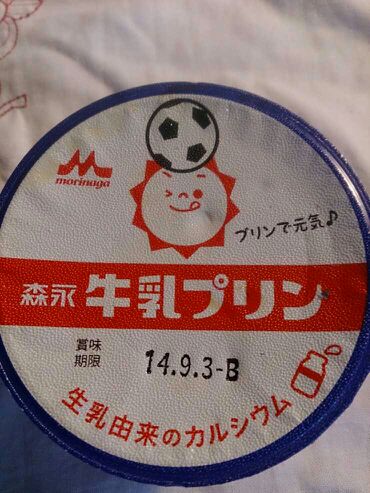 morinaga
プリンで元気♪
森永 牛乳プリン
賞味
期限 14.9.3-B
生乳由来のカルシウム